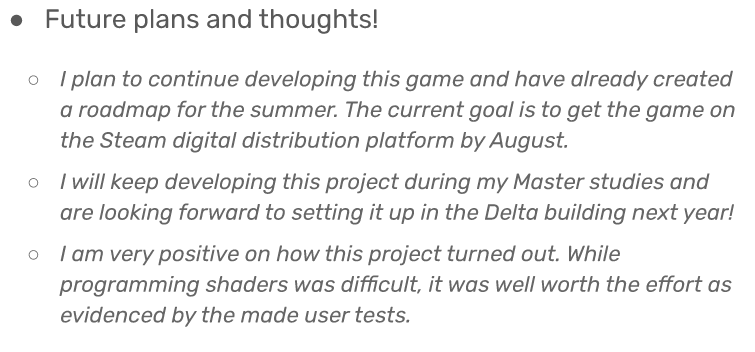 ● Future plans and thoughts!
○ I plan to continue developing this game and have already created
a roadmap for the summer. The current goal is to get the game on
the Steam digital distribution platform by August.
○ I will keep developing this project during my Master studies and
are looking forward to setting it up in the Delta building next year!
○ I am very positive on how this project turned out. While
programming shaders was difficult, it was well worth the effort as
evidenced by the made user tests.